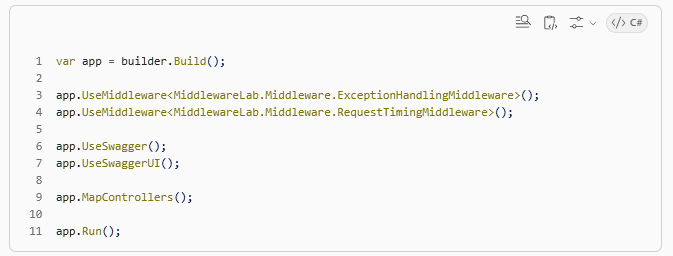 </> C#
1 var app = builder.Build();
2
3 app.UseMiddleware<MiddlewareLab.Middleware.ExceptionHandlingMiddleware>();
4 app.UseMiddleware<MiddlewareLab.Middleware.RequestTimingMiddleware>();
5
6 app.UseSwagger();
7 app.UseSwaggerUI();
8
9 app.MapControllers();
10
11 app.Run();